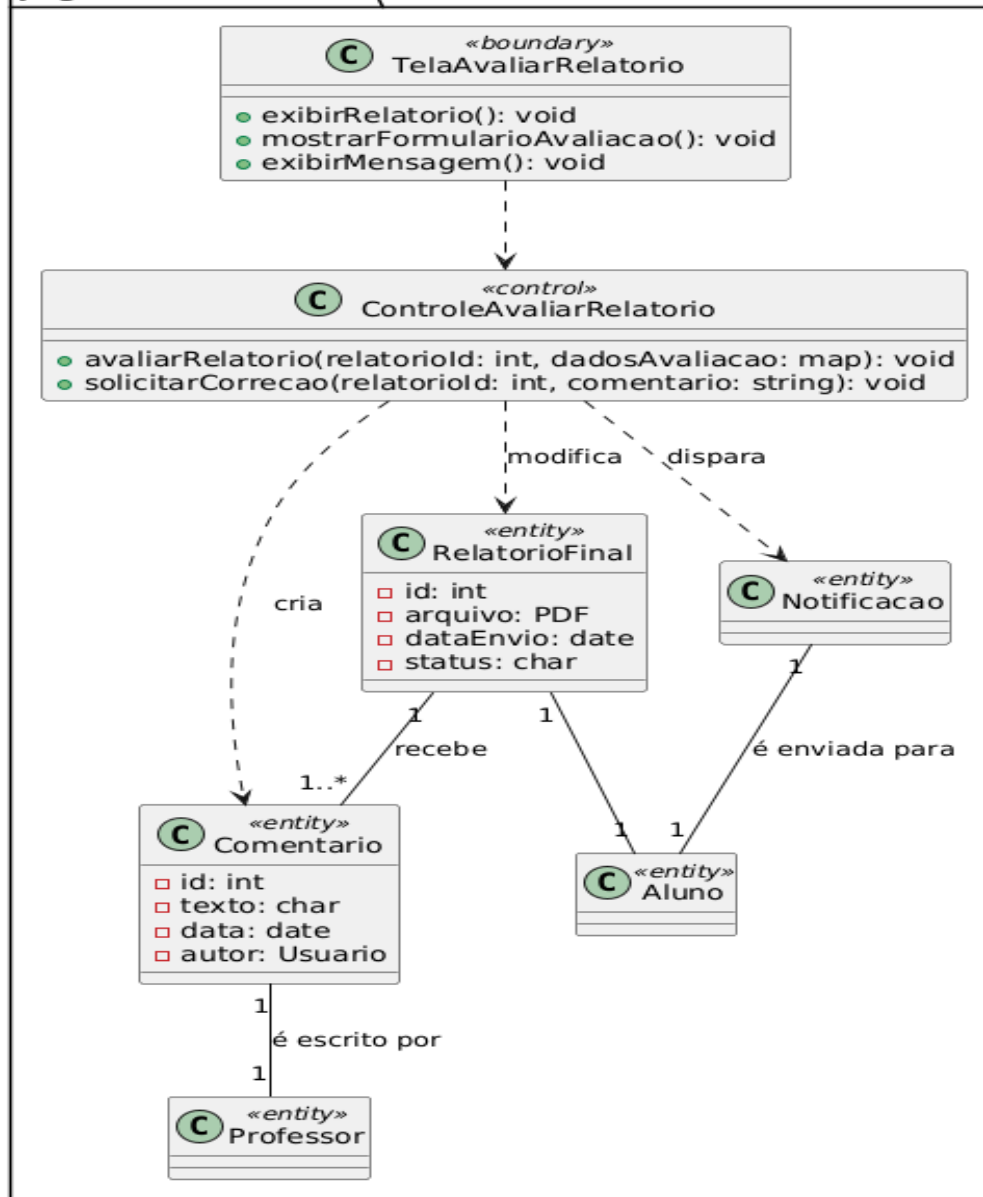 «boundary»
C TelaAvaliarRelatorio
exibirRelatorio(): void
mostrarFormularioAvaliacao(): void
exibirMensagem(): void
«control»
C ControleAvaliarRelatorio
avaliarRelatorio(relatorioId: int, dadosAvaliacao: map): void
solicitarCorrecao(relatorioId: int, comentario: string): void
modifica
dispara
cria
«entity»
C RelatorioFinal
id: int
arquivo: PDF
dataEnvio: date
status: char
«entity»
C Notificacao
1
1
1
recebe
é enviada para
1..*
1
1
«entity»
C Comentario
id: int
texto: char
data: date
autor: Usuario
«entity»
C Aluno
1
é escrito por
1
«entity»
C Professor